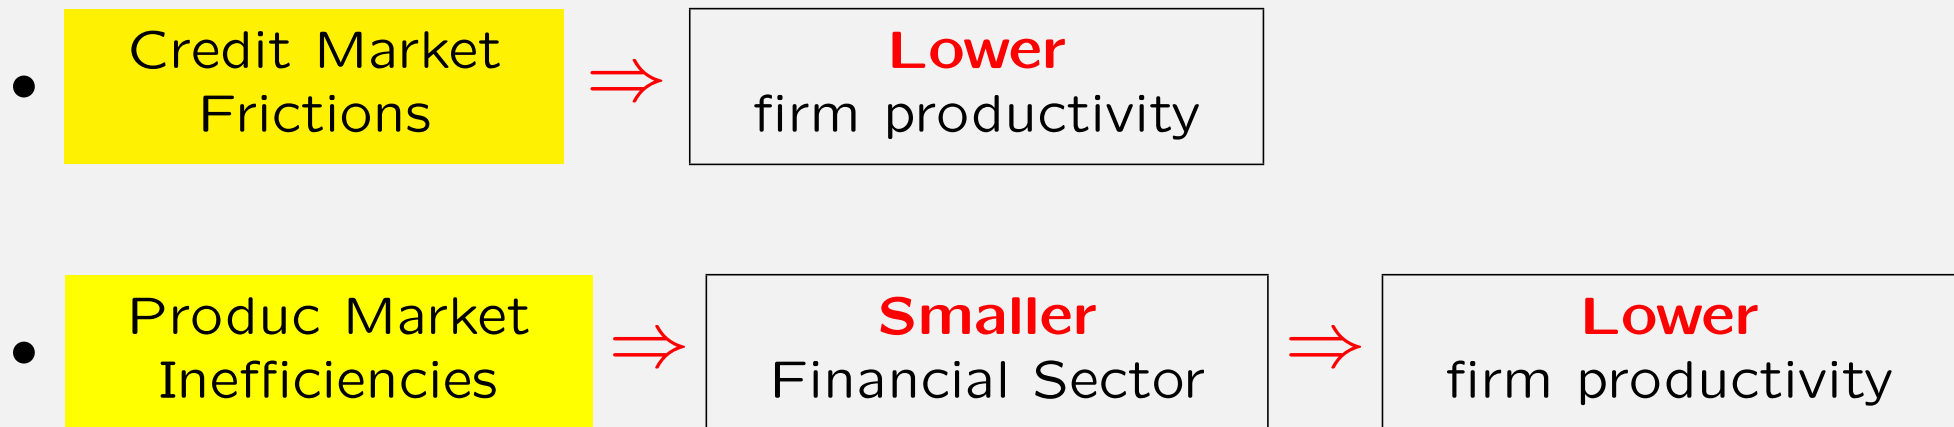 • Credit Market Frictions ⇒ Lower firm productivity
• Produc Market Inefficiencies ⇒ Smaller Financial Sector ⇒ Lower firm productivity